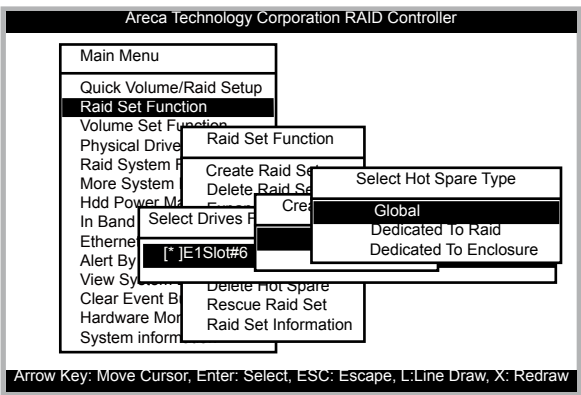 Areca Technology Corporation RAID Controller
Main Menu
Quick Volume/Raid Setup
Raid Set Function
Volume Set Function
Physical Drive
Raid System F
More System
Hdd Power Ma
In Band
Etherne
Alert By
View Sy
Clear Event B
Hardware Mor
System inform
Raid Set Function
Create Raid Set
Delete Raid Se
Delete Hot Spare
Rescue Raid Set
Raid Set Information
Select Drives F
[* ]E1Slot#6
Crea
Select Hot Spare Type
Global
Dedicated To Raid
Dedicated To Enclosure
Arrow Key: Move Cursor, Enter: Select, ESC: Escape, L:Line Draw, X: Redraw